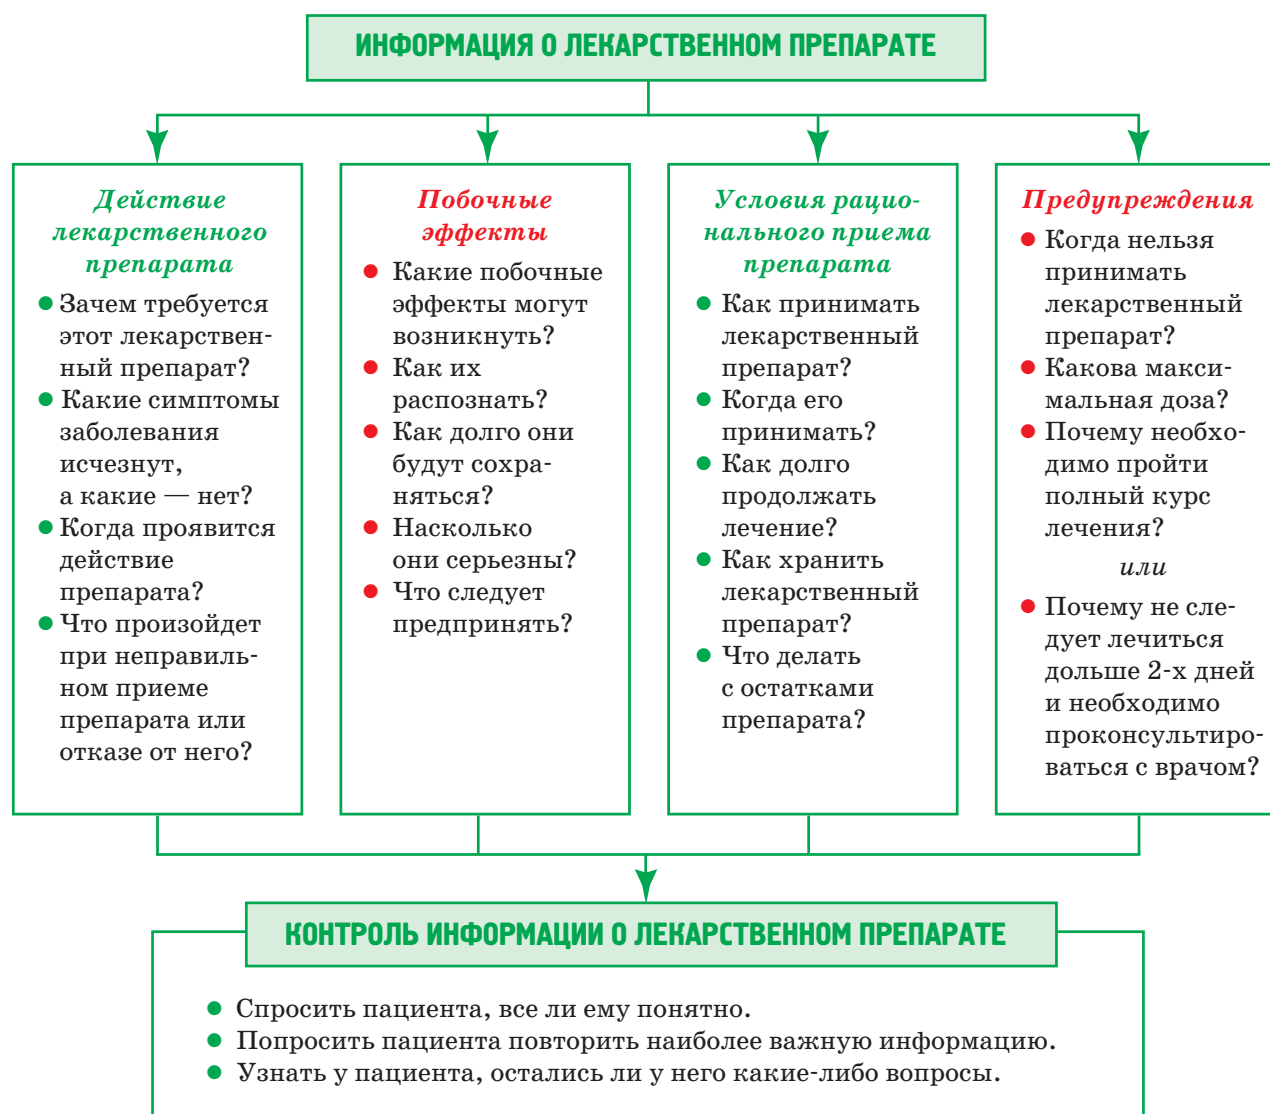 ИНФОРМАЦИЯ О ЛЕКАРСТВЕННОМ ПРЕПАРАТЕ
Действие
лекарственного
препарата
Зачем требуется
этот лекарствен-
ный препарат?
Какие симптомы
заболевания
исчезнут,
а какие — нет?
Когда проявится
действие
препарата?
Что произойдет
при неправиль-
ном приеме
препарата или
отказе от него?
Побочные
эффекты
Какие побочные
эффекты могут
возникнуть?
Как их
распознать?
Как долго они
будут сохра-
няться?
Насколько
они серьезны?
Что следует
предпринять?
Условия рацио-
нального приема
препарата
Как принимать
лекарственный
препарат?
Когда его
принимать?
Как долго
продолжать
лечение?
Как хранить
лекарственный
препарат?
Что делать
с остатками
препарата?
Предупреждения
Когда нельзя
принимать
лекарственный
препарат?
Какова макси-
мальная доза?
Почему необхо-
димо пройти
полный курс
лечения?
или
Почему не сле-
дует лечиться
дольше 2-х дней
и необходимо
проконсультиро-
ваться с врачом?
КОНТРОЛЬ ИНФОРМАЦИИ О ЛЕКАРСТВЕННОМ ПРЕПАРАТЕ
Спросить пациента, все ли ему понятно.
Попросить пациента повторить наиболее важную информацию.
Узнать у пациента, остались ли у него какие-либо вопросы.